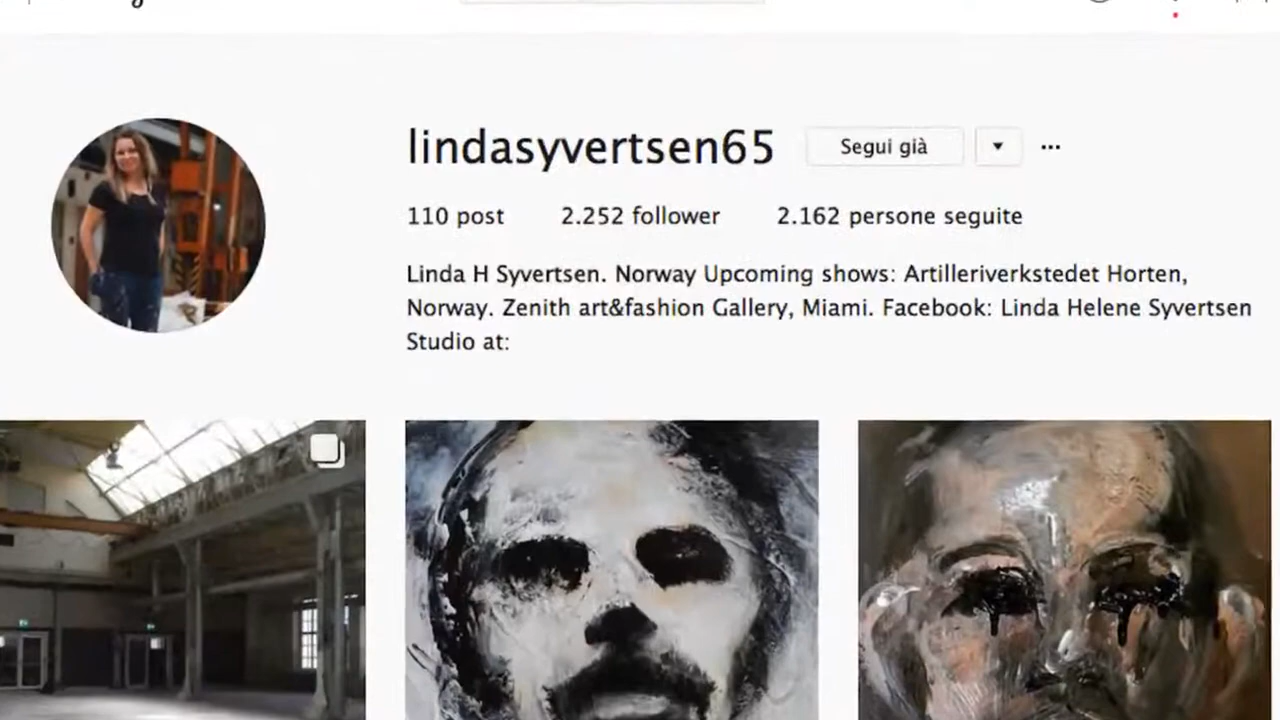 lindasyvertsen65 Segui già
110 post 2.252 follower 2.162 persone seguite
Linda H Syvertsen. Norway Upcoming shows: Artilleriverkstedet Horten,
Norway. Zenith art&fashion Gallery, Miami. Facebook: Linda Helene Syvertsen
Studio at: